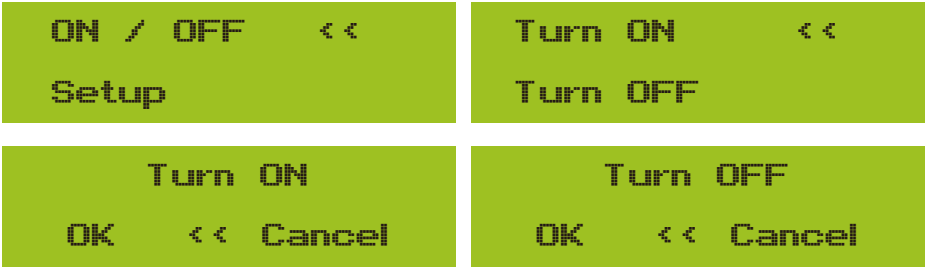 ON / OFF <<
Setup
Turn ON <<
Turn OFF
Turn ON
OK << Cancel
Turn OFF
OK << Cancel